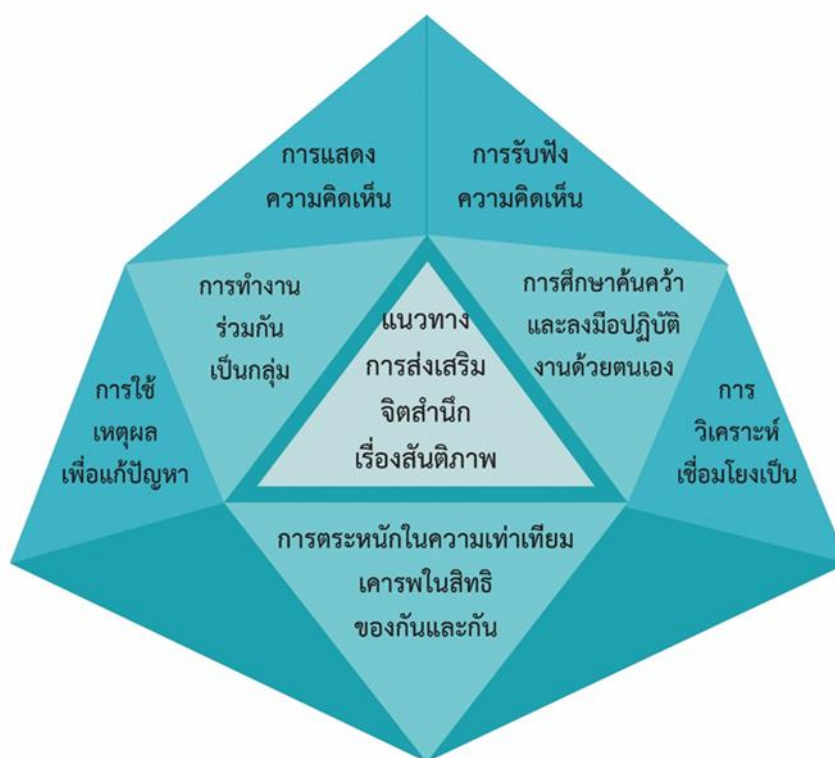 การแสดง
ความคิดเห็น
การรับฟัง
ความคิดเห็น
การทำงาน
ร่วมกัน
เป็นกลุ่ม
การศึกษาค้นคว้า
และลงมือปฏิบัติ
งานด้วยตนเอง
แนวทาง
การส่งเสริม
จิตสำนึก
เรื่องสันติภาพ
การใช้
เหตุผล
เพื่อแก้ปัญหา
การ
วิเคราะห์
เชื่อมโยงเป็น
การตระหนักในความเท่าเทียม
เคารพในสิทธิ
ของกันและกัน